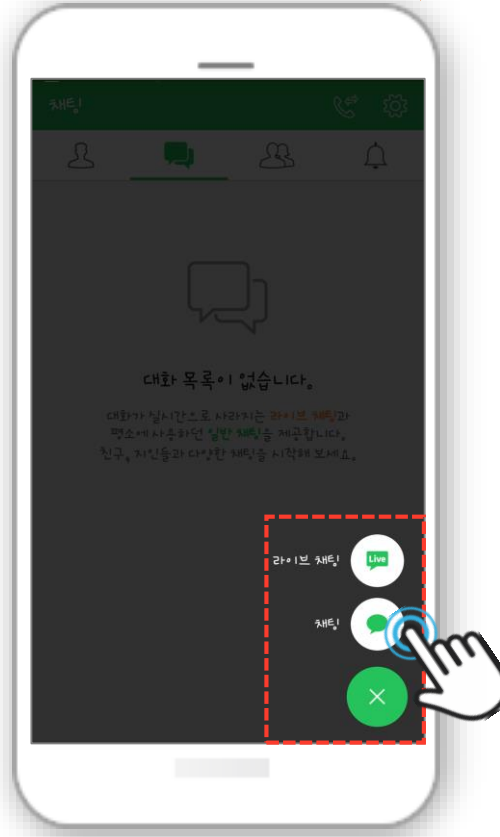 채팅
대화 목록이 없습니다.
대화가 실시간으로 사라지는 라이브 채팅과
평소에 사용하던 일반 채팅을 제공합니다.
친구, 지인들과 다양한 채팅을 시작해 보세요.
라이브 채팅
Live
채팅